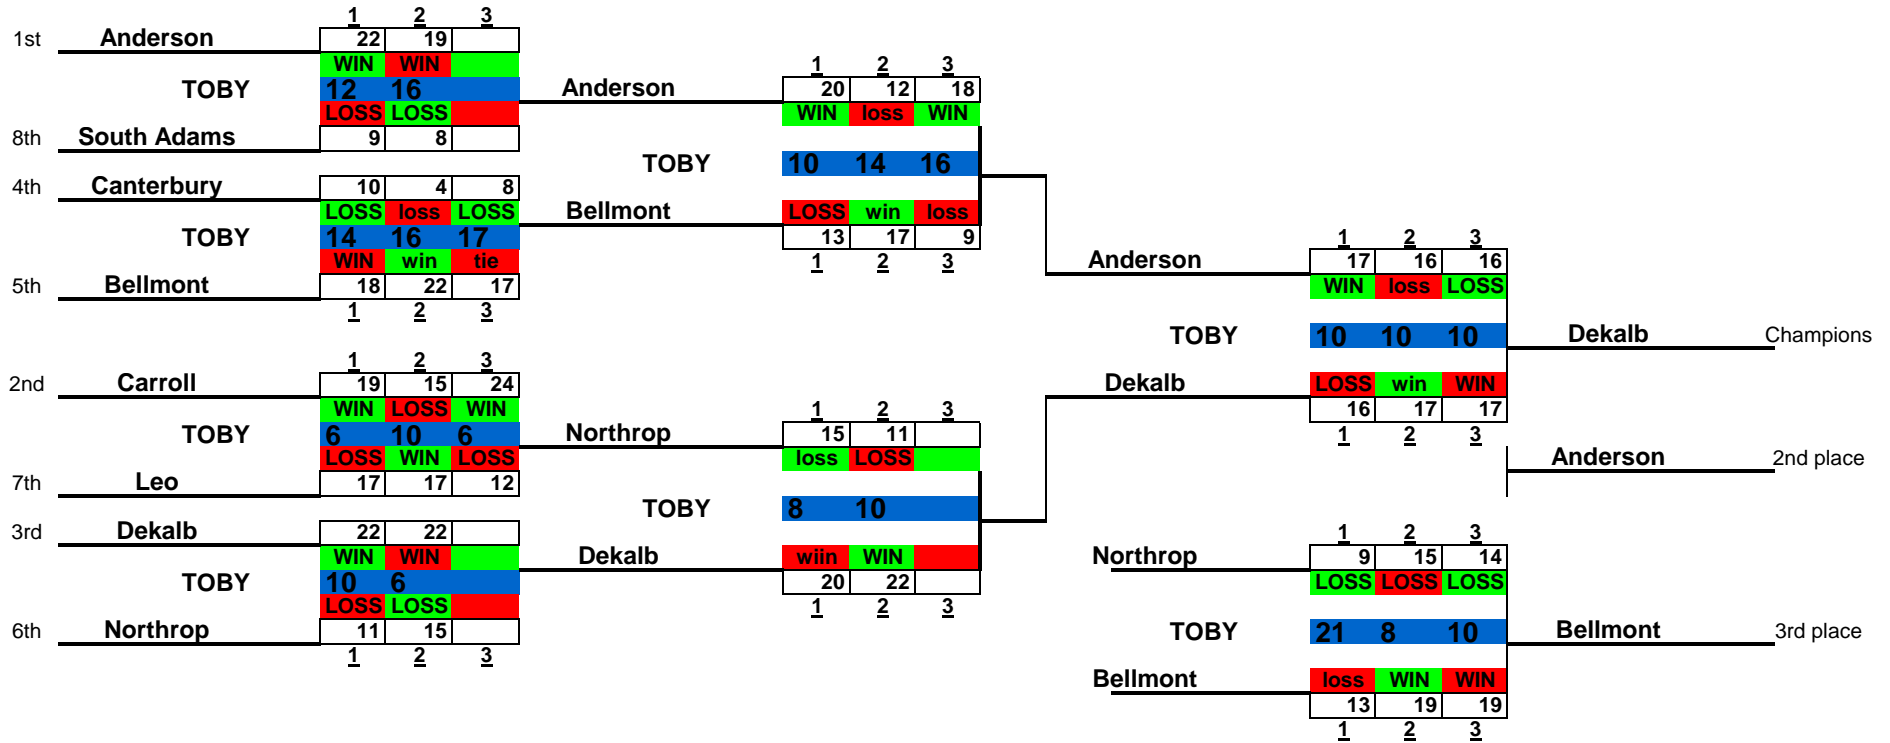 1 2 3
1st Anderson 22 19
WIN WIN
TOBY 12 16
LOSS LOSS
8th South Adams 9 8
4th Canterbury 10 4 8
LOSS loss LOSS
TOBY 14 16 17
WIN win tie
5th Bellmont 18 22 17
1 2 3
1 2 3
2nd Carroll 19 15 24
WIN LOSS WIN
TOBY 6 10 6
LOSS WIN LOSS
7th Leo 17 17 12
3rd Dekalb 22 22
WIN WIN
TOBY 10 6
LOSS LOSS
6th Northrop 11 15
1 2 3
1 2 3
Anderson 20 12 18
WIN loss WIN
TOBY 10 14 16
Bellmont LOSS win loss
13 17 9
1 2 3
1 2 3
Northrop 15 11
loss LOSS
TOBY 8 10
Dekalb wiin WIN
20 22
1 2 3
1 2 3
Anderson 17 16 16
WIN loss LOSS
TOBY 10 10 10
Dekalb LOSS win WIN
16 17 17
1 2 3
Dekalb Champions
Anderson 2nd place
1 2 3
Northrop 9 15 14
LOSS LOSS LOSS
TOBY 21 8 10
Bellmont loss WIN WIN
13 19 19
1 2 3
Bellmont 3rd place